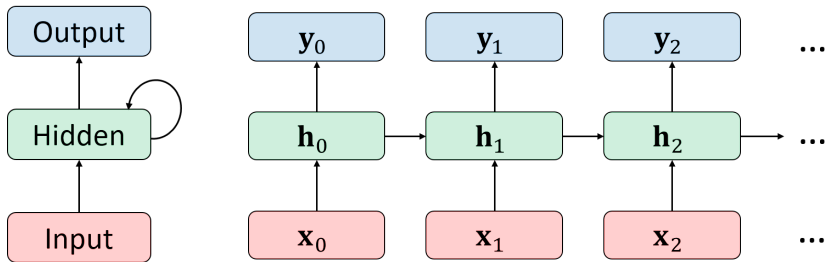 Output
Hidden
Input
y₀ y₁ y₂ ...
h₀ h₁ h₂ ...
x₀ x₁ x₂ ...